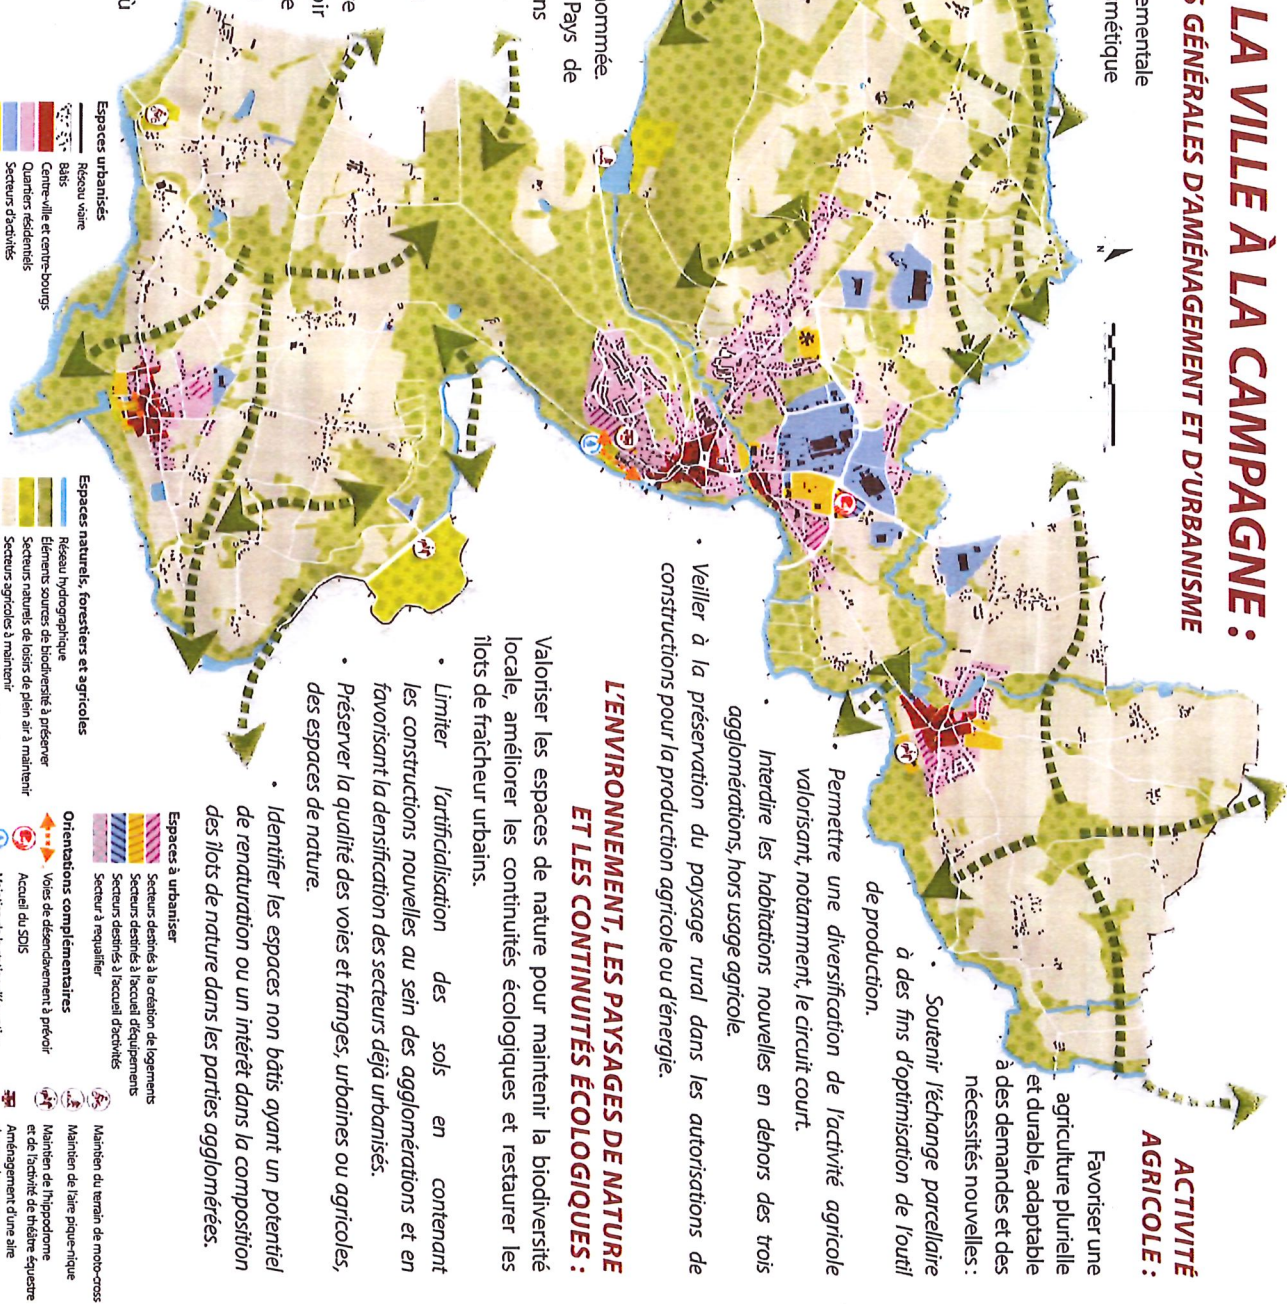 LA VILLE À LA CAMPAGNE :
GÉNÉRALES D'AMÉNAGEMENT ET D'URBANISME
ementale
métique
ommée.
Pays de
ns
e
oir
e
ù
N
ACTIVITÉ
AGRICOLE :
Favoriser une
agriculture plurielle
et durable, adaptable
à des demandes et des
nécessités nouvelles :
• Soutenir l'échange parcellaire
à des fins d'optimisation de l'outil
de production.
• Permettre une diversification de l'activité agricole
valorisant, notamment, le circuit court.
• Interdire les habitations nouvelles en dehors des trois
agglomérations, hors usage agricole.
• Veiller à la préservation du paysage rural dans les autorisations de
constructions pour la production agricole ou d'énergie.
L'ENVIRONNEMENT, LES PAYSAGES DE NATURE
ET LES CONTINUITÉS ÉCOLOGIQUES :
Valoriser les espaces de nature pour maintenir la biodiversité
locale, améliorer les continuités écologiques et restaurer les
îlots de fraîcheur urbains.
• Limiter l'artificialisation des sols en contenant
les constructions nouvelles au sein des agglomérations et en
favorisant la densification des secteurs déjà urbanisés.
• Préserver la qualité des voies et franges, urbaines ou agricoles,
des espaces de nature.
• Identifier les espaces non bâtis ayant un potentiel
de renaturation ou un intérêt dans la composition
des îlots de nature dans les parties agglomérées.
Espaces urbanisés
Réseau viaire
Bâtis
Centre-ville et centre-bourgs
Quartiers résidentiels
Secteurs d'activités
Espaces naturels, forestiers et agricoles
Réseau hydrographique
Éléments sources de biodiversité à préserver
Secteurs naturels de loisirs de plein air à maintenir
Secteurs agricoles à maintenir
Espaces à urbaniser
Secteurs destinés à la création de logements
Secteurs destinés à l'accueil d'équipements
Secteurs destinés à l'accueil d'activités
Secteur à requalifier
Orientations complémentaires
Voies de désenclavement à prévoir
Accueil du SDIS
Maintien du terrain de moto-cross
Maintien de l'aire pique-nique
Maintien de l'hippodrome
et de l'activité de théâtre équestre
Aménagement d'une aire